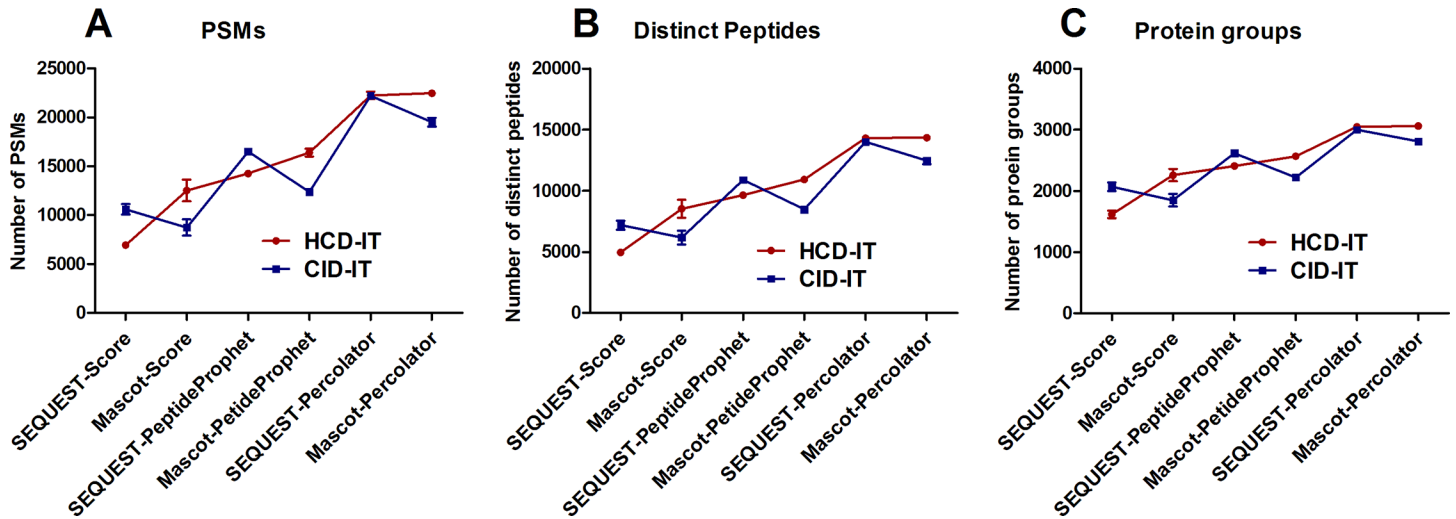 A
PSMs
Number of PSMs
25000
20000
15000
10000
5000
0
HCD-IT
CID-IT
SEQUEST-Score
Mascot-Score
SEQUEST-PeptideProphet
Mascot-PetideProphet
SEQUEST-Percolator
Mascot-Percolator
B
Distinct Peptides
Number of distinct peptides
20000
15000
10000
5000
0
HCD-IT
CID-IT
SEQUEST-Score
Mascot-Score
SEQUEST-PeptideProphet
Mascot-PetideProphet
SEQUEST-Percolator
Mascot-Percolator
C
Protein groups
Number of proein groups
4000
3000
2000
1000
0
HCD-IT
CID-IT
SEQUEST-Score
Mascot-Score
SEQUEST-PeptideProphet
Mascot-PetideProphet
SEQUEST-Percolator
Mascot-Percolator